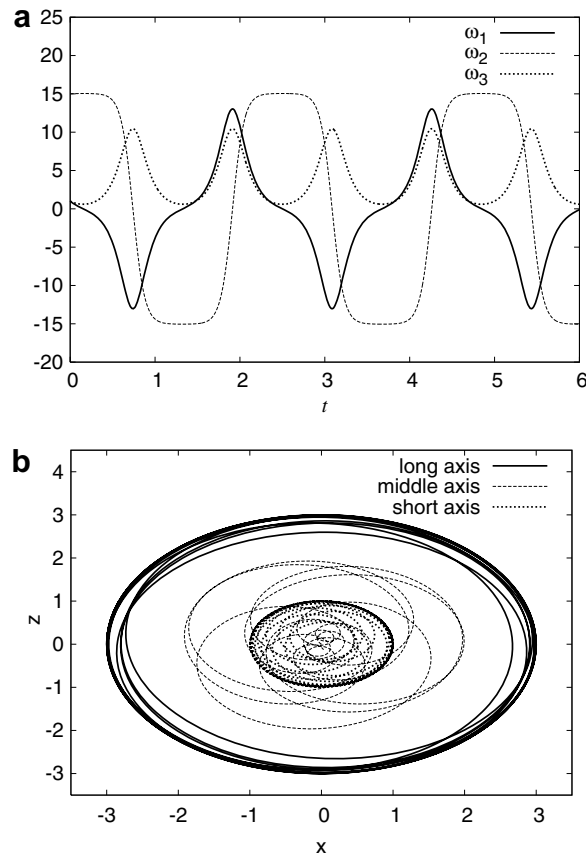 a
25
20
15
10
5
0
-5
-10
-15
-20
ω1
ω2
ω3
0 1 2 3 4 5 6
t
b
4
3
2
1
0
-1
-2
-3
z
long axis
middle axis
short axis
-3 -2 -1 0 1 2 3
x